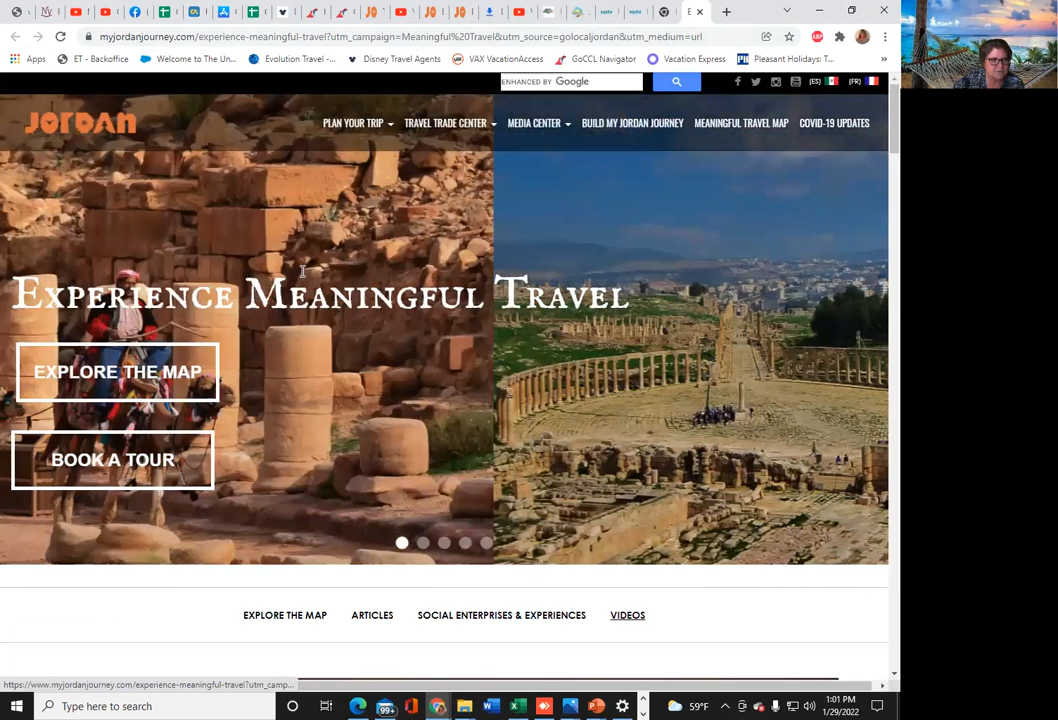 myjordanjourney.com/experience-meaningful-travel?utm_campaign=Meaningful%20Travel&utm_source=golocaljordan&utm_medium=url
Apps
ET - Backoffice
Welcome to The Un...
Evolution Travel -...
Disney Travel Agents
VAX VacationAccess
GoCCL Navigator
Vacation Express
Pleasant Holidays: T...
ENHANCED BY Google
(ES)
(FR)
JORDAN
PLAN YOUR TRIP
TRAVEL TRADE CENTER
MEDIA CENTER
BUILD MY JORDAN JOURNEY
MEANINGFUL TRAVEL MAP
COVID-19 UPDATES
Experience Meaningful Travel
EXPLORE THE MAP
BOOK A TOUR
EXPLORE THE MAP
ARTICLES
SOCIAL ENTERPRISES & EXPERIENCES
VIDEOS
https://www.myjordanjourney.com/experience-meaningful-travel?utm_camp...
Type here to search
99+
59°F
1:01 PM
1/29/2022